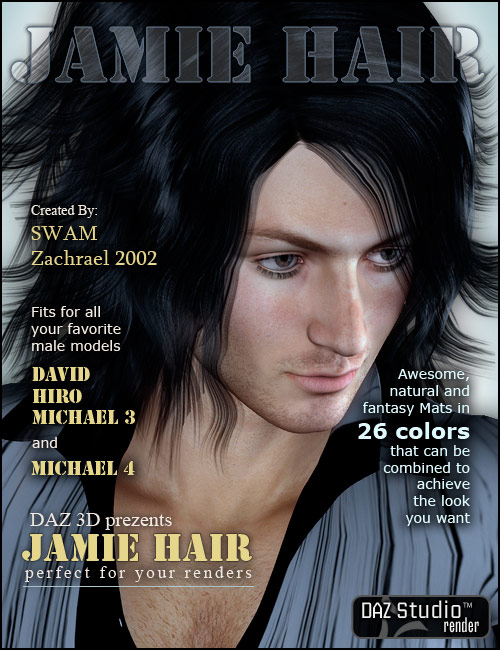 JAMIE HAIR
Created By:
SWAM
Zachrael 2002
Fits for all
your favorite
male models
DAVID
HIRO
MICHAEL 3
and
MICHAEL 4
Awesome,
natural and
fantasy Mats in
26 colors
that can be
combined to
achieve
the look
you want
DAZ 3D prezents
JAMIE HAIR
perfect for your renders
DAZ Studio™
render